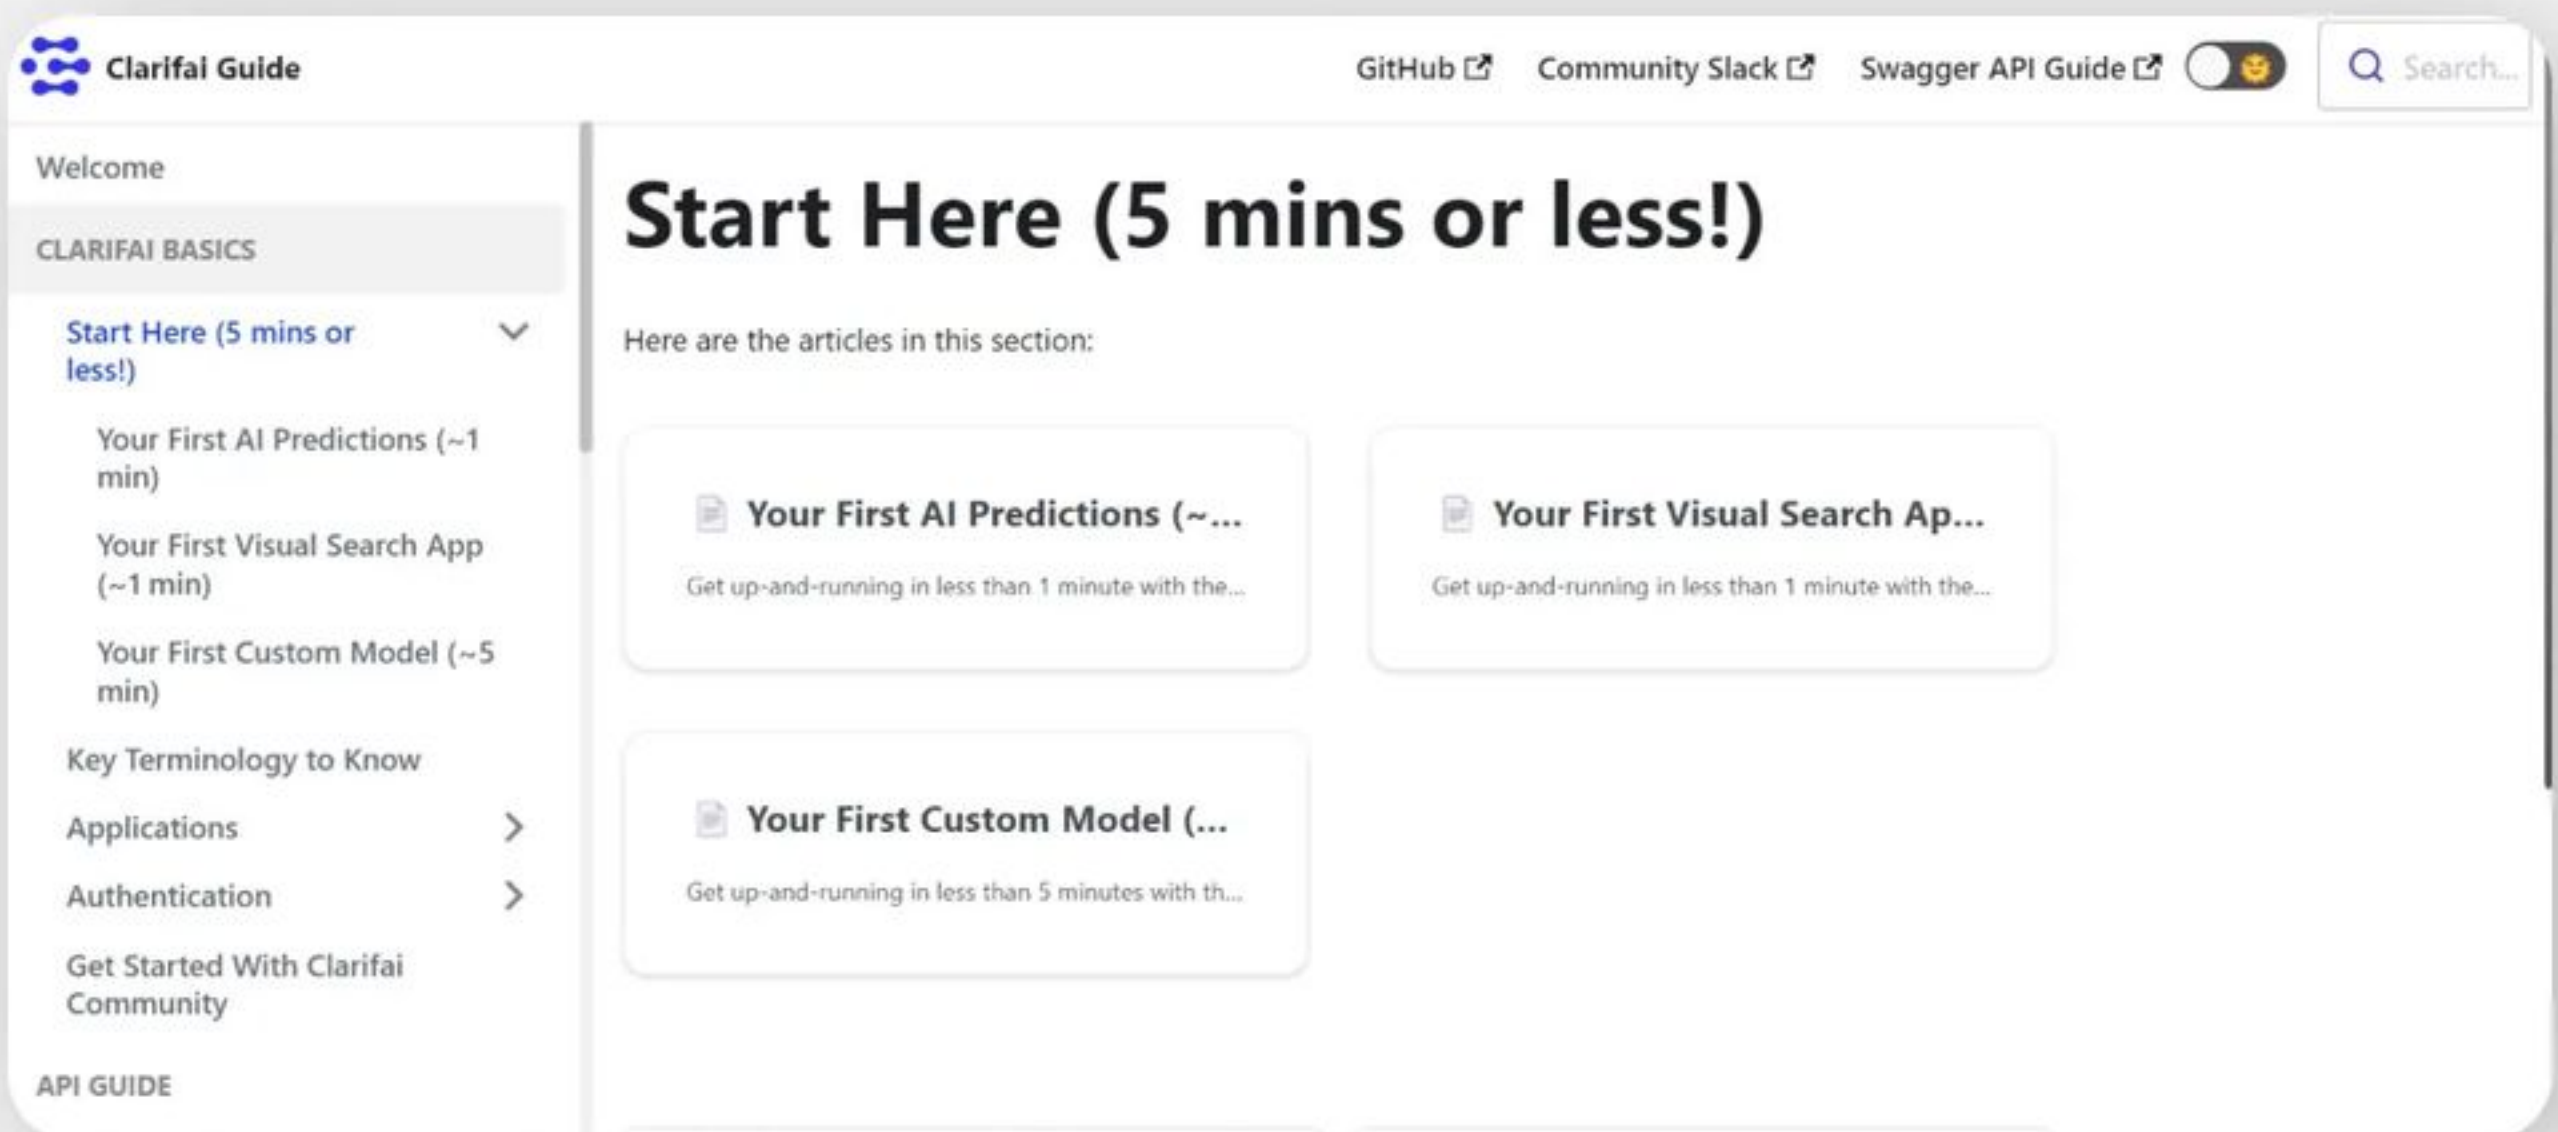 Clarifai Guide
GitHub
Community Slack
Swagger API Guide
Search...
Welcome
CLARIFAI BASICS
Start Here (5 mins or
less!)
Your First AI Predictions (~1
min)
Your First Visual Search App
(~1 min)
Your First Custom Model (~5
min)
Key Terminology to Know
Applications
Authentication
Get Started With Clarifai
Community
API GUIDE
Start Here (5 mins or less!)
Here are the articles in this section:
Your First AI Predictions (~...
Get up-and-running in less than 1 minute with the...
Your First Visual Search Ap...
Get up-and-running in less than 1 minute with the...
Your First Custom Model (...
Get up-and-running in less than 5 minutes with th...